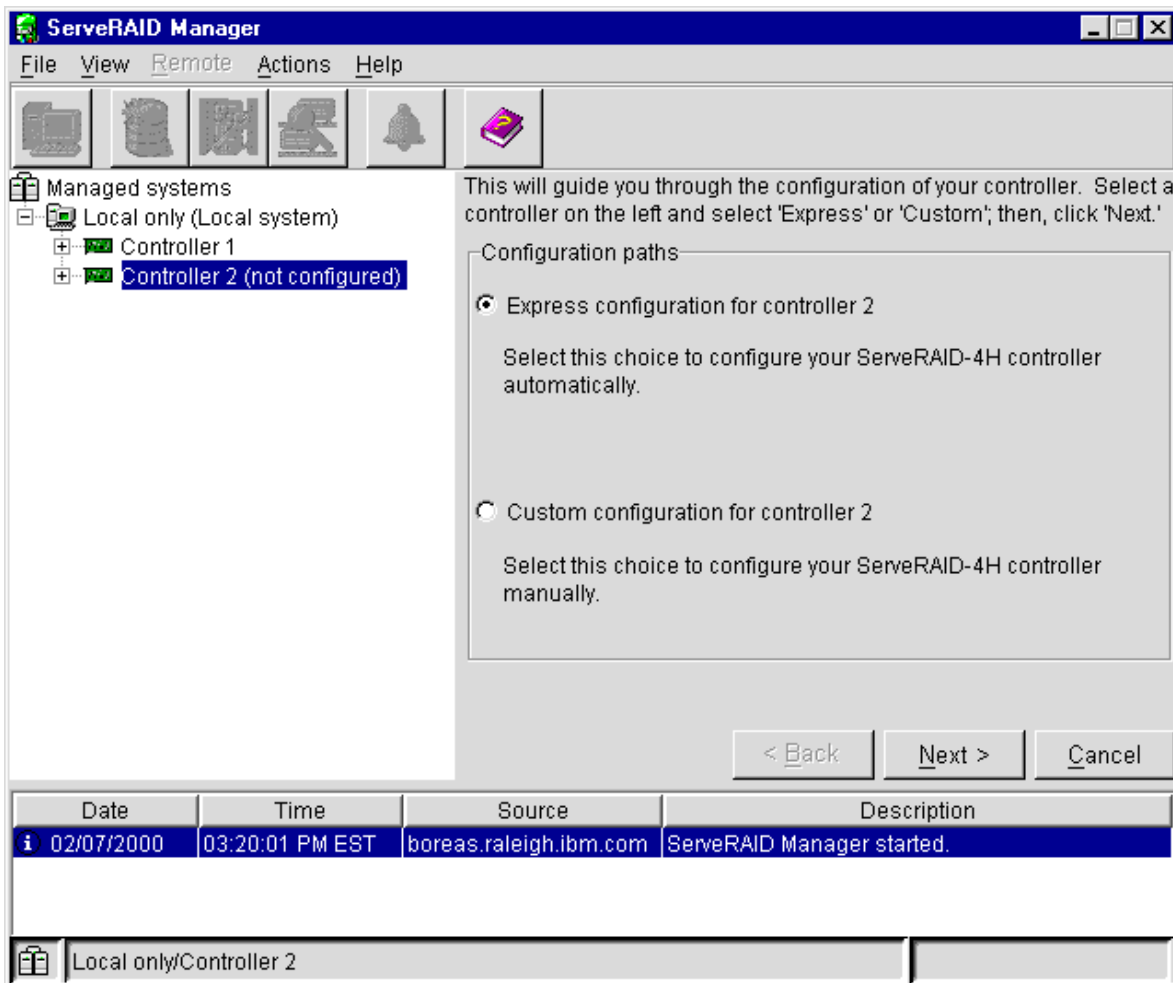 ServeRAID Manager
File View Remote Actions Help
Managed systems
Local only (Local system)
Controller 1
Controller 2 (not configured)
This will guide you through the configuration of your controller. Select a
controller on the left and select 'Express' or 'Custom'; then, click 'Next.'
Configuration paths
Express configuration for controller 2
Select this choice to configure your ServeRAID-4H controller
automatically.
Custom configuration for controller 2
Select this choice to configure your ServeRAID-4H controller
manually.
< Back Next > Cancel
Date Time Source Description
02/07/2000 03:20:01 PM EST boreas.raleigh.ibm.com ServeRAID Manager started.
Local only/Controller 2